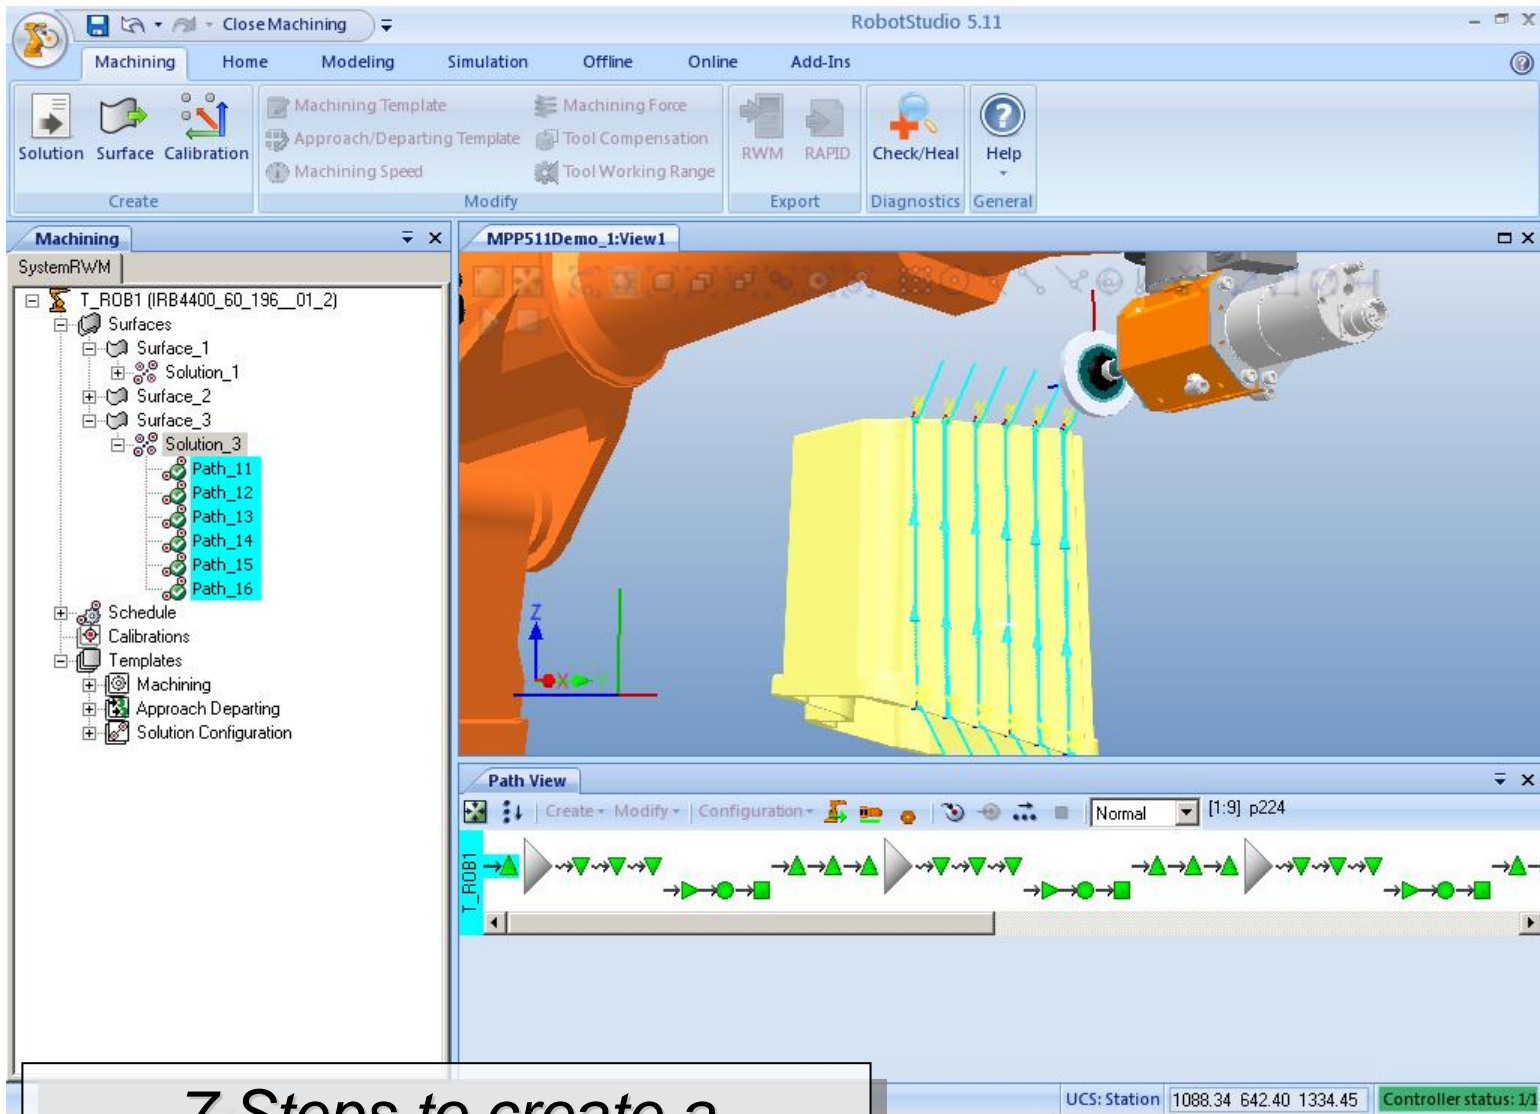 Close Machining
RobotStudio 5.11
Machining Home Modeling Simulation Offline Online Add-Ins
Solution Surface Calibration
Create
Machining Template
Approach/Departing Template
Machining Speed
Machining Force
Tool Compensation
Tool Working Range
Modify
RWM RAPID
Export
Check/Heal
Diagnostics
Help
General
Machining
SystemRWM
T_ROB1 (IRB4400_60_196__01_2)
Surfaces
Surface_1
Solution_1
Surface_2
Surface_3
Solution_3
Path_11
Path_12
Path_13
Path_14
Path_15
Path_16
Schedule
Calibrations
Templates
Machining
Approach Departing
Solution Configuration
MPP511Demo_1:View1
Z
X Y
Path View
Create Modify Configuration Normal [1:9] p224
T_ROB1
7 Steps to create a
UCS: Station 1088.34 642.40 1334.45 Controller status: 1/1